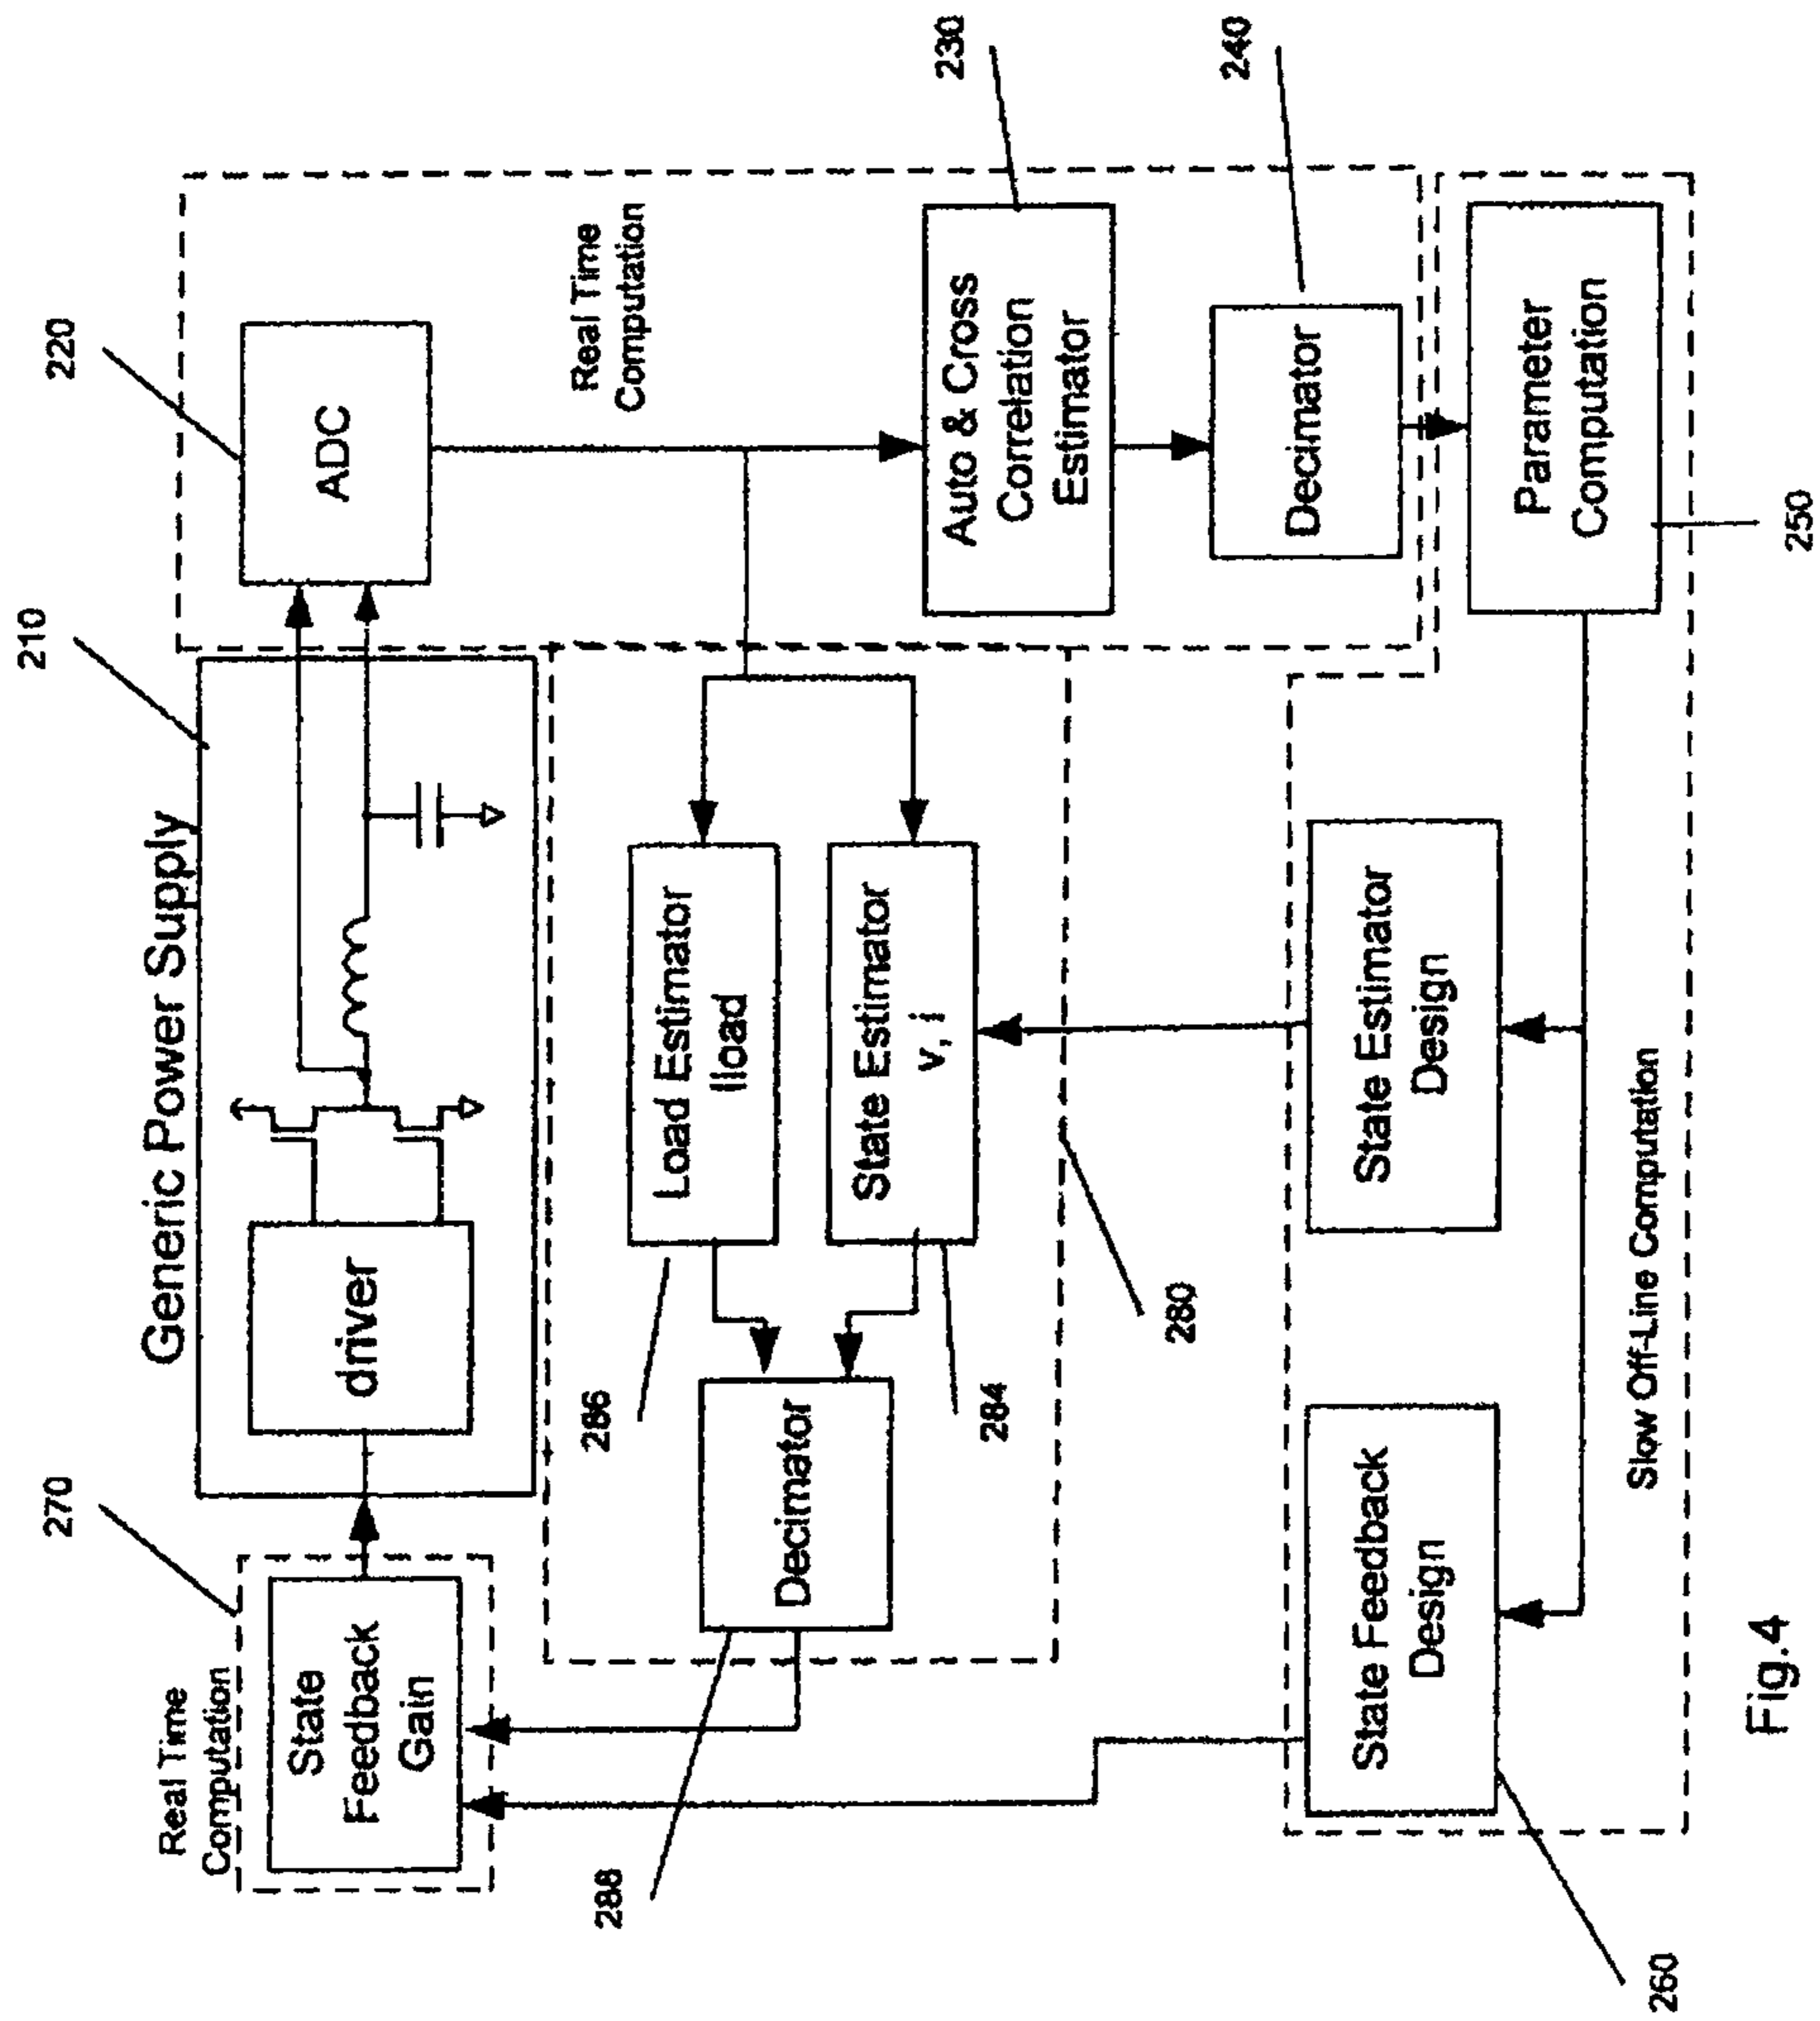 210
220
230
240
270
Generic Power Supply
Real Time
Computation
State
Feedback
Gain
driver
ADC
Real Time
Computation
286
Load Estimator
Iload
288
Decimator
State Estimator
v, i
284
280
Auto & Cross
Correlation
Estimator
Decimator
State Feedback
Design
State Estimator
Design
Parameter
Computation
260
Slow Off-Line Computation
250
Fig.4